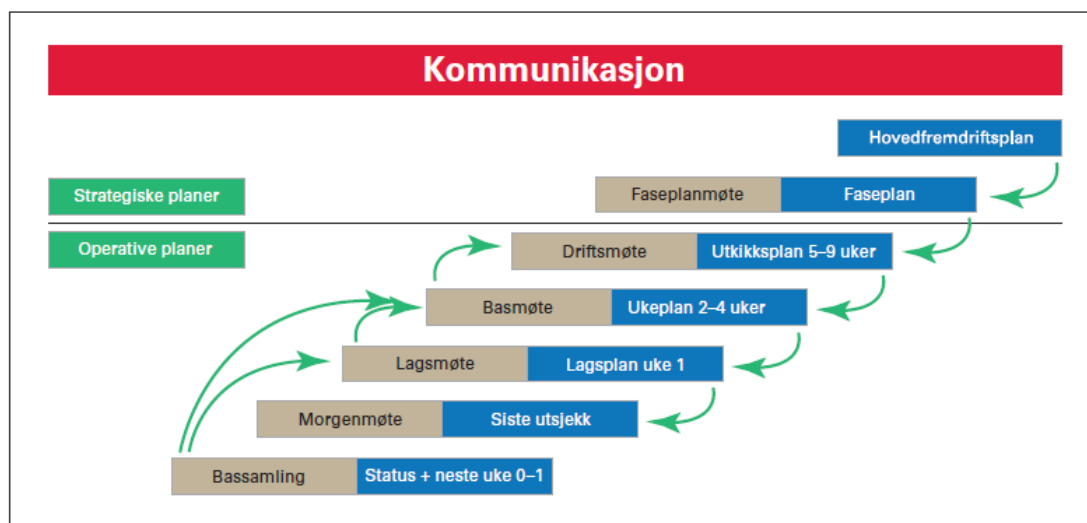 Kommunikasjon
Hovedfremdriftsplan
Strategiske planer
Faseplanmøte Faseplan
Operative planer
Driftsmøte Utkikksplan 5–9 uker
Basmøte Ukeplan 2–4 uker
Lagsmøte Lagsplan uke 1
Morgenmøte Siste utsjekk
Bassamling Status + neste uke 0–1